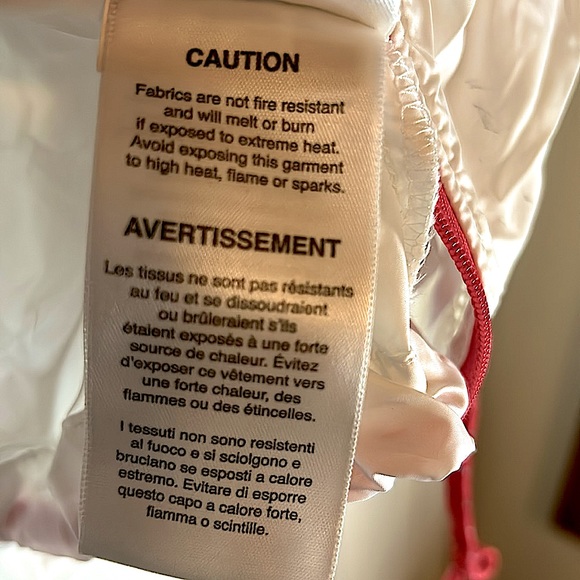 CAUTION
Fabrics are not fire resistant
and will melt or burn
if exposed to extreme heat.
Avoid exposing this garment
to high heat, flame or sparks.
AVERTISSEMENT
Les tissus ne sont pas résistants
au feu et se dissoudraient
ou brûleraient s'ils
étaient exposés à une forte
source de chaleur. Évitez
d'exposer ce vêtement vers
une forte chaleur, des
flammes ou des étincelles.
I tessuti non sono resistenti
al fuoco e si sciolgono e
bruciano se esposti a calore
estremo. Evitare di esporre
questo capo a calore forte,
fiamma o scintille.